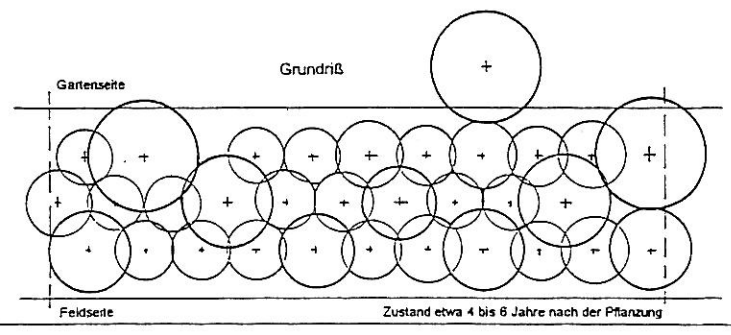 Grundriß
Gartenseite
Feldseite
Zustand etwa 4 bis 6 Jahre nach der Pflanzung